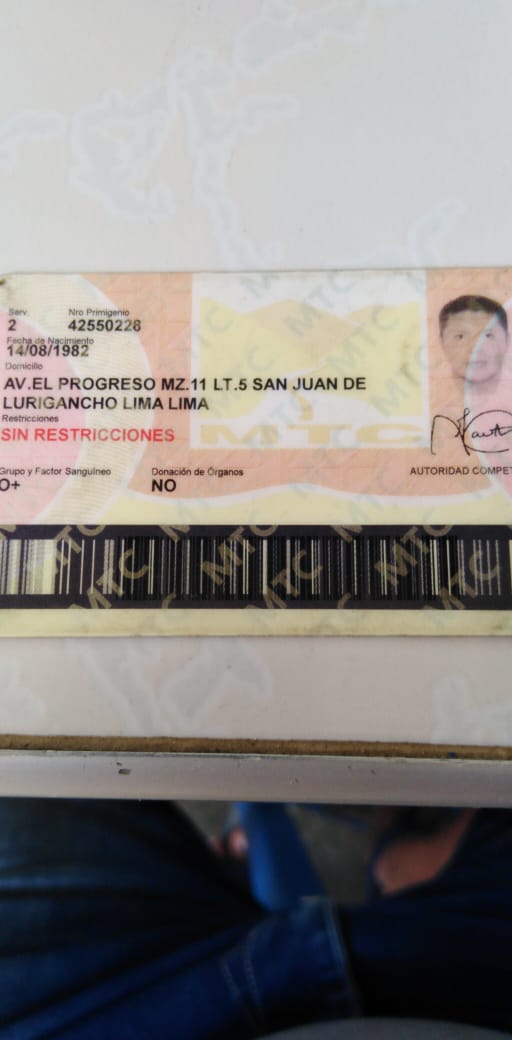 Serv. Nro Primigenio
2 42550228
Fecha de Nacimiento
14/08/1982
Domicilio
AV.EL PROGRESO MZ.11 LT.5 SAN JUAN DE
LURIGANCHO LIMA LIMA
Restricciones
SIN RESTRICCIONES
MTC
Grupo y Factor Sanguíneo Donación de Órganos AUTORIDAD COMPET
O+ NO